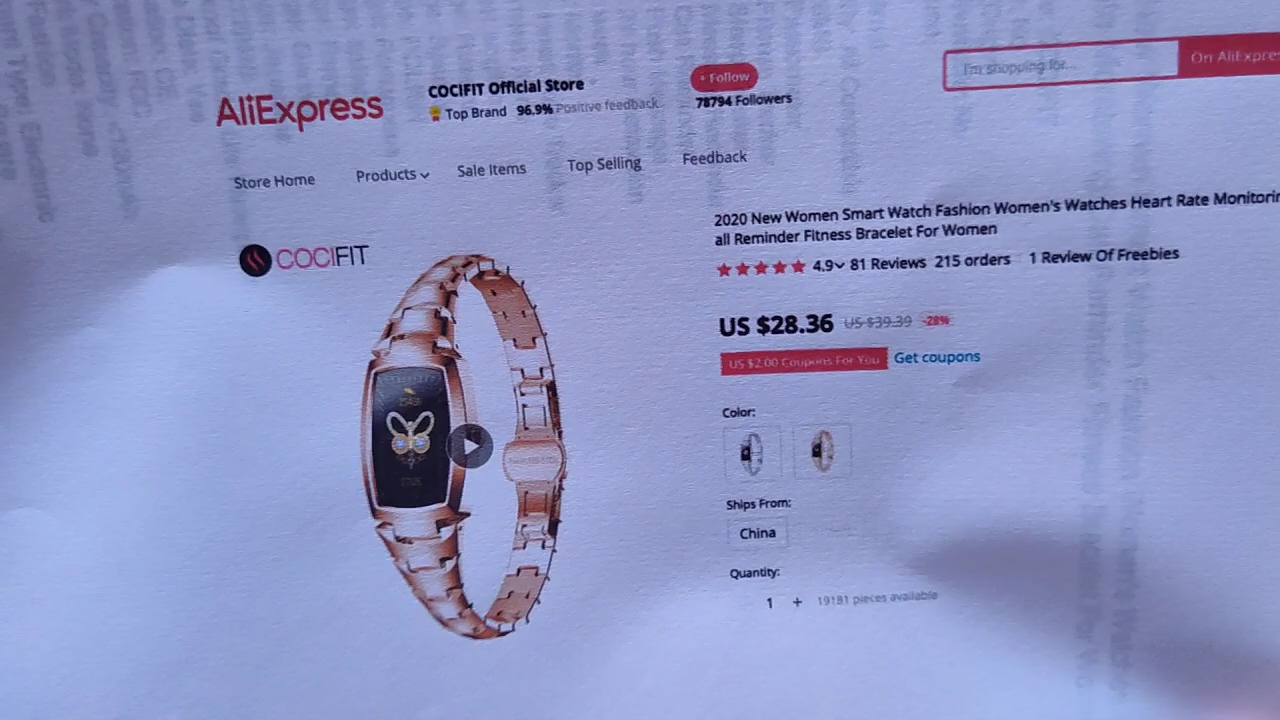 AliExpress
COCIFIT Official Store
Top Brand 96.9% Positive feedback
+ Follow
78794 Followers
I'm shopping for...
On AliExpre
Store Home
Products
Sale Items
Top Selling
Feedback
COCIFIT
2020 New Women Smart Watch Fashion Women's Watches Heart Rate Monitorin
all Reminder Fitness Bracelet For Women
4.9 81 Reviews 215 orders 1 Review Of Freebies
US $28.36 US $39.39 -28%
US $2.00 Coupons For You Get coupons
Color:
Ships From:
China
Quantity:
1 + 19181 pieces available